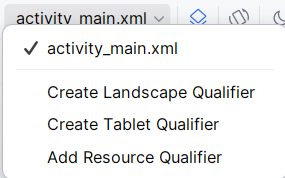 activity_main.xml
activity_main.xml
Create Landscape Qualifier
Create Tablet Qualifier
Add Resource Qualifier